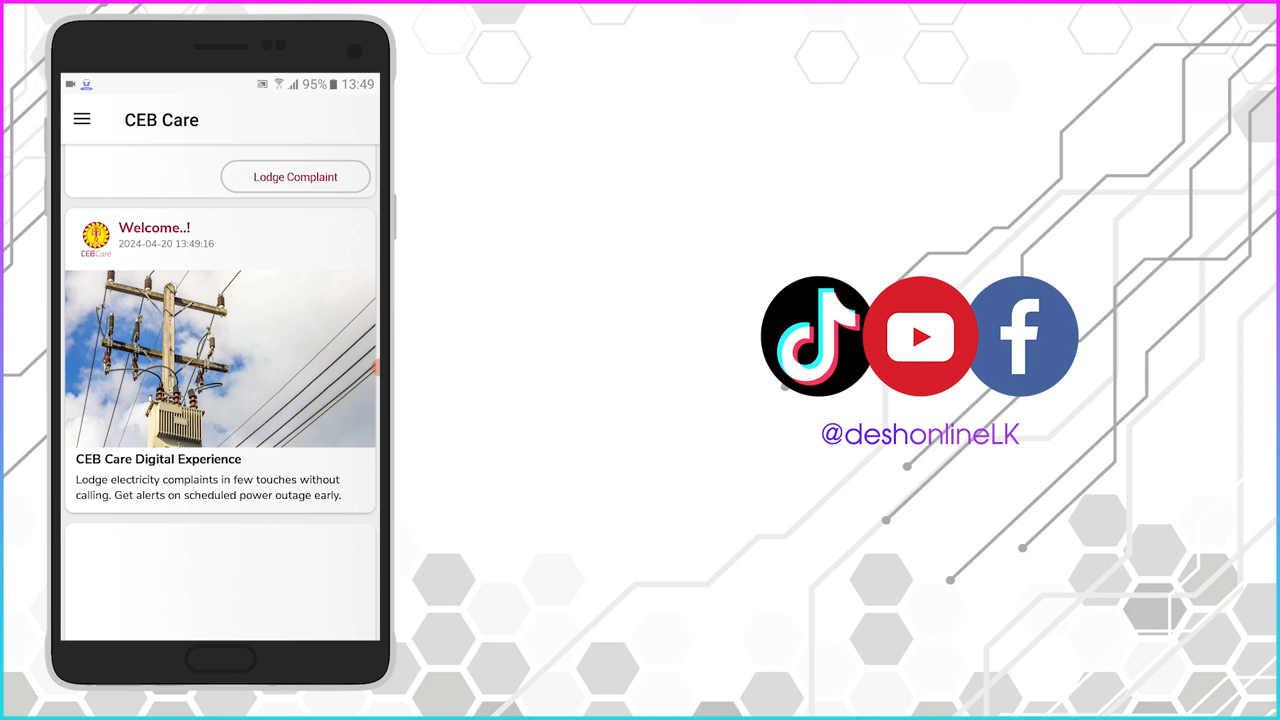 95% 13:49
CEB Care
Lodge Complaint
Welcome..!
2024-04-20 13:49:16
CEBCare
CEB Care Digital Experience
Lodge electricity complaints in few touches without
calling. Get alerts on scheduled power outage early.
@deshonlineLK